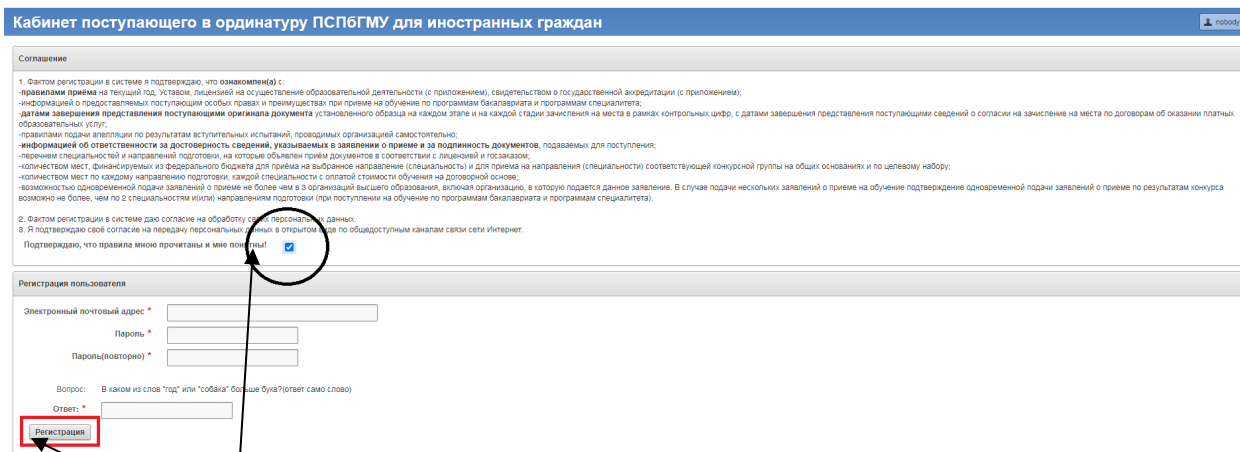 Кабинет поступающего в ординатуру ПСПбГМУ для иностранных граждан
nobody
Соглашение
1. Фактом регистрации в системе я подтверждаю, что ознакомлен(а) с:
-правилами приёма на текущий год, Уставом, лицензией на осуществление образовательной деятельности (с приложением), свидетельством о государственной аккредитации (с приложением);
-информацией о предоставляемых поступающим особых правах и преимуществах при приеме на обучение по программам бакалавриата и программам специалитета;
-датами завершения представления поступающими оригинала документа установленного образца на каждом этапе и на каждой стадии зачисления на места в рамках контрольных цифр, с датами завершения представления поступающими сведений о согласии на зачисление на места по договорам об оказании платных
образовательных услуг;
-правилами подачи апелляции по результатам вступительных испытаний, проводимых организацией самостоятельно;
-информацией об ответственности за достоверность сведений, указываемых в заявлении о приеме и за подлинность документов, подаваемых для поступления;
-перечнем специальностей и направлений подготовки, на которые объявлен приём документов в соответствии с лицензией и госзаказом;
-количеством мест, финансируемых из федерального бюджета для приёма на выбранное направление (специальность) и для приема на направления (специальности) соответствующей конкурсной группы на общих основаниях и по целевому набору;
-количеством мест по каждому направлению подготовки, каждой специальности с оплатой стоимости обучения на договорной основе;
-возможностью одновременной подачи заявлений о приеме не более чем в 3 организаций высшего образования, включая организацию, в которую подается данное заявление. В случае подачи нескольких заявлений о приеме на обучение подтверждение одновременной подачи заявлений о приеме по результатам конкурса
возможно не более, чем по 2 специальностям и(или) направлениям подготовки (при поступлении на обучение по программам бакалавриата и программам специалитета).
2. Фактом регистрации в системе даю согласие на обработку своих персональных данных.
3. Я подтверждаю своё согласие на передачу персональных данных в открытом виде по общедоступным каналам связи сети Интернет.
Подтверждаю, что правила мною прочитаны и мне понятны!
Регистрация пользователя
Электронный почтовый адрес *
Пароль *
Пароль(повторно) *
Вопрос: В каком из слов "год" или "собака" больше букв?(ответ само слово)
Ответ: *
Регистрация